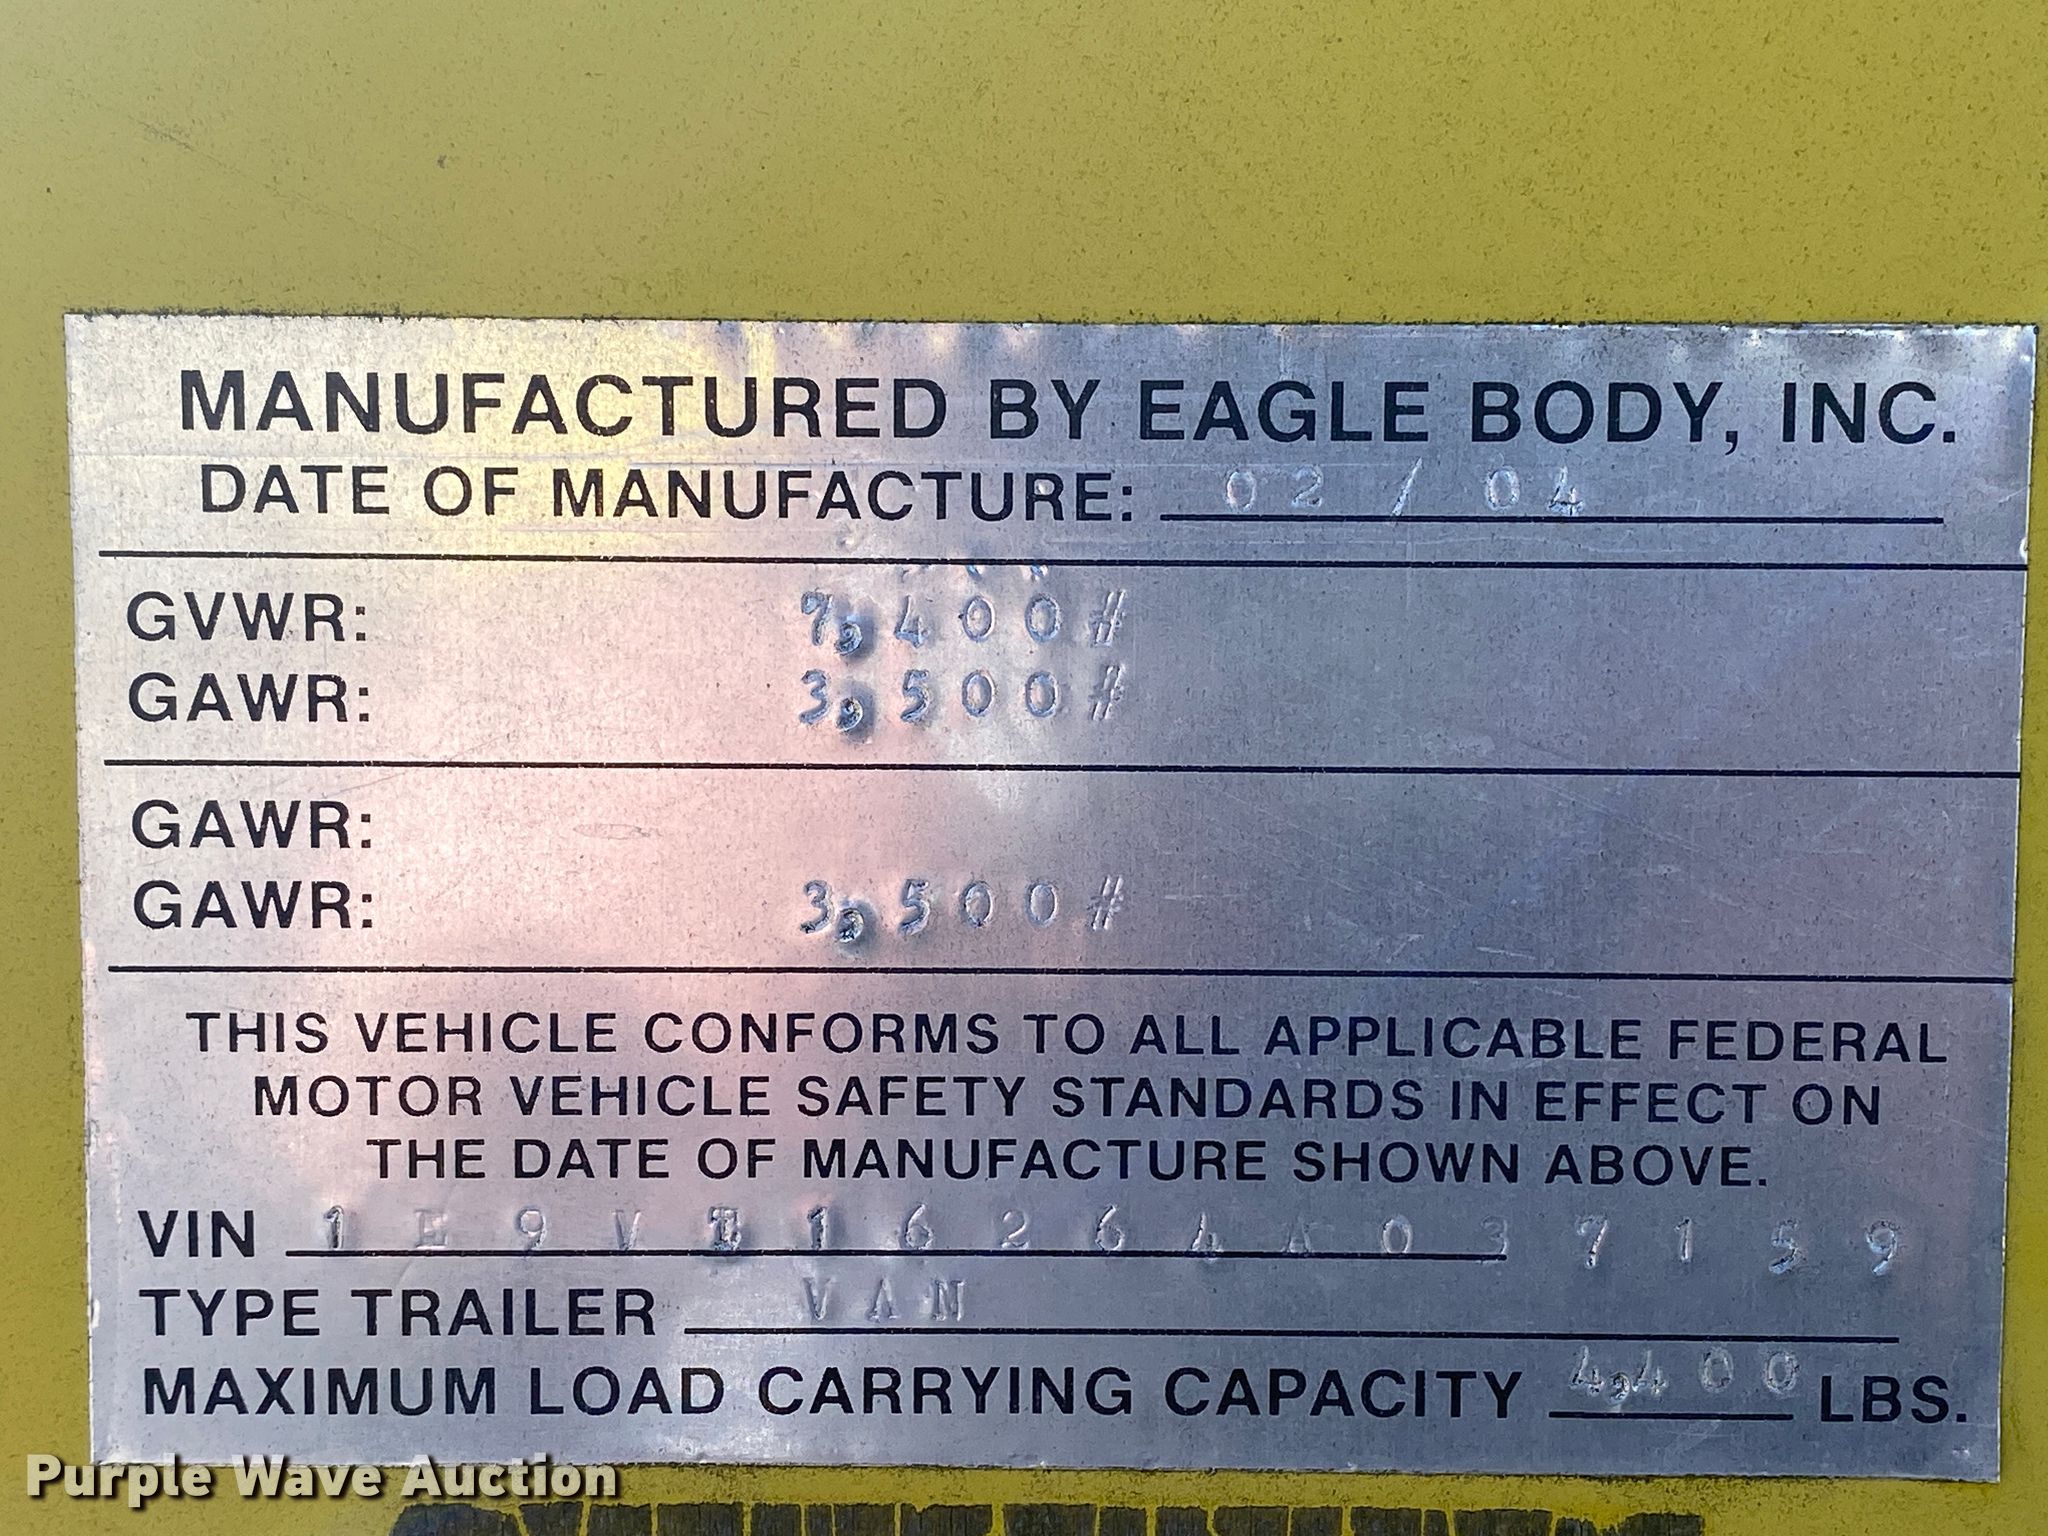 MANUFACTURED BY EAGLE BODY, INC.
DATE OF MANUFACTURE: 02/04
GVWR: 7,400#
GAWR: 3,500#
GAWR:
GAWR: 3,500#
THIS VEHICLE CONFORMS TO ALL APPLICABLE FEDERAL
MOTOR VEHICLE SAFETY STANDARDS IN EFFECT ON
THE DATE OF MANUFACTURE SHOWN ABOVE.
VIN
TYPE TRAILER VAN
MAXIMUM LOAD CARRYING CAPACITY 4,400 LBS.
Purple Wave Auction